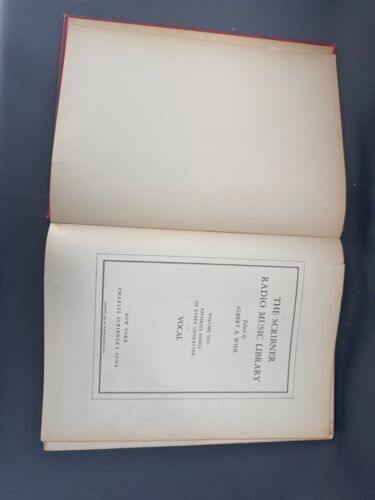 THE SCRIBNER
RADIO MUSIC LIBRARY
Edited by
ALBERT E. WIER
VOLUME VIII
FAVORITE SONGS
OF EVERY CHARACTER
VOCAL
NEW YORK
CHARLES SCRIBNER'S SONS